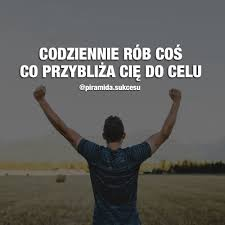 CODZIENNIE RÓB COŚ
CO PRZYBLIŻA CIĘ DO CELU
@piramida.sukcesu